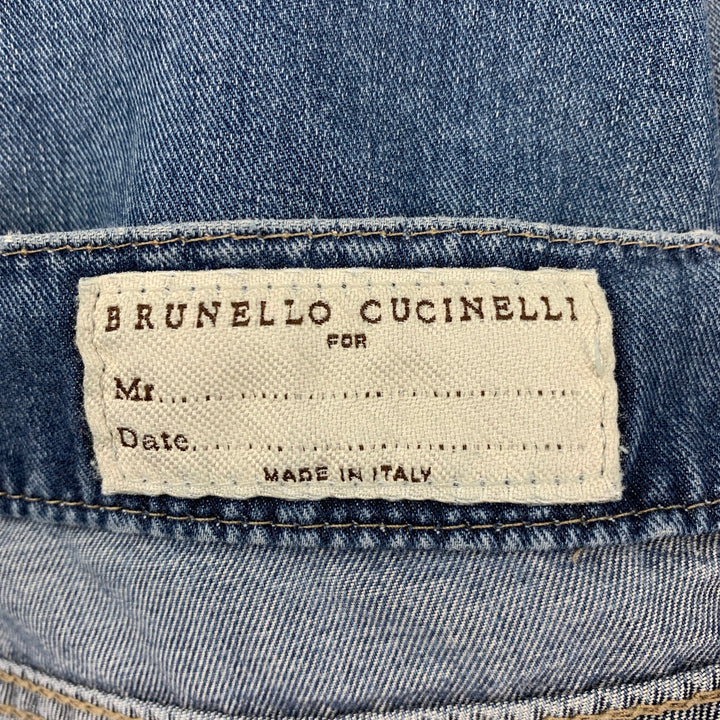 BRUNELLO CUCINELLI
FOR
Mr.
Date
MADE IN ITALY